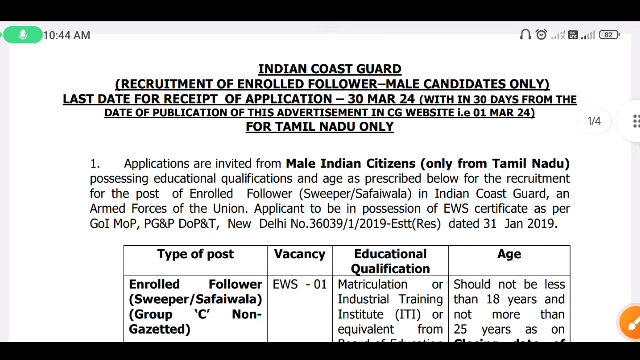 10:44 AM
82
INDIAN COAST GUARD
(RECRUITMENT OF ENROLLED FOLLOWER–MALE CANDIDATES ONLY)
LAST DATE FOR RECEIPT OF APPLICATION – 30 MAR 24 (WITH IN 30 DAYS FROM THE
DATE OF PUBLICATION OF THIS ADVERTISEMENT IN CG WEBSITE i.e 01 MAR 24)
FOR TAMIL NADU ONLY
1/4
1. Applications are invited from Male Indian Citizens (only from Tamil Nadu)
possessing educational qualifications and age as prescribed below for the recruitment
for the post of Enrolled Follower (Sweeper/Safaiwala) in Indian Coast Guard, an
Armed Forces of the Union. Applicant to be in possession of EWS certificate as per
GoI MoP, PG&P DoP&T, New Delhi No.36039/1/2019-Estt(Res) dated 31 Jan 2019.
Type of post Vacancy Educational Age
Qualification
Enrolled Follower EWS - 01 Matriculation or Should not be less
(Sweeper/Safaiwala) Industrial Training than 18 years and
(Group 'C' Non- Institute (ITI) or not more than
Gazetted) equivalent from 25 years as on
Board of Education Closing date of